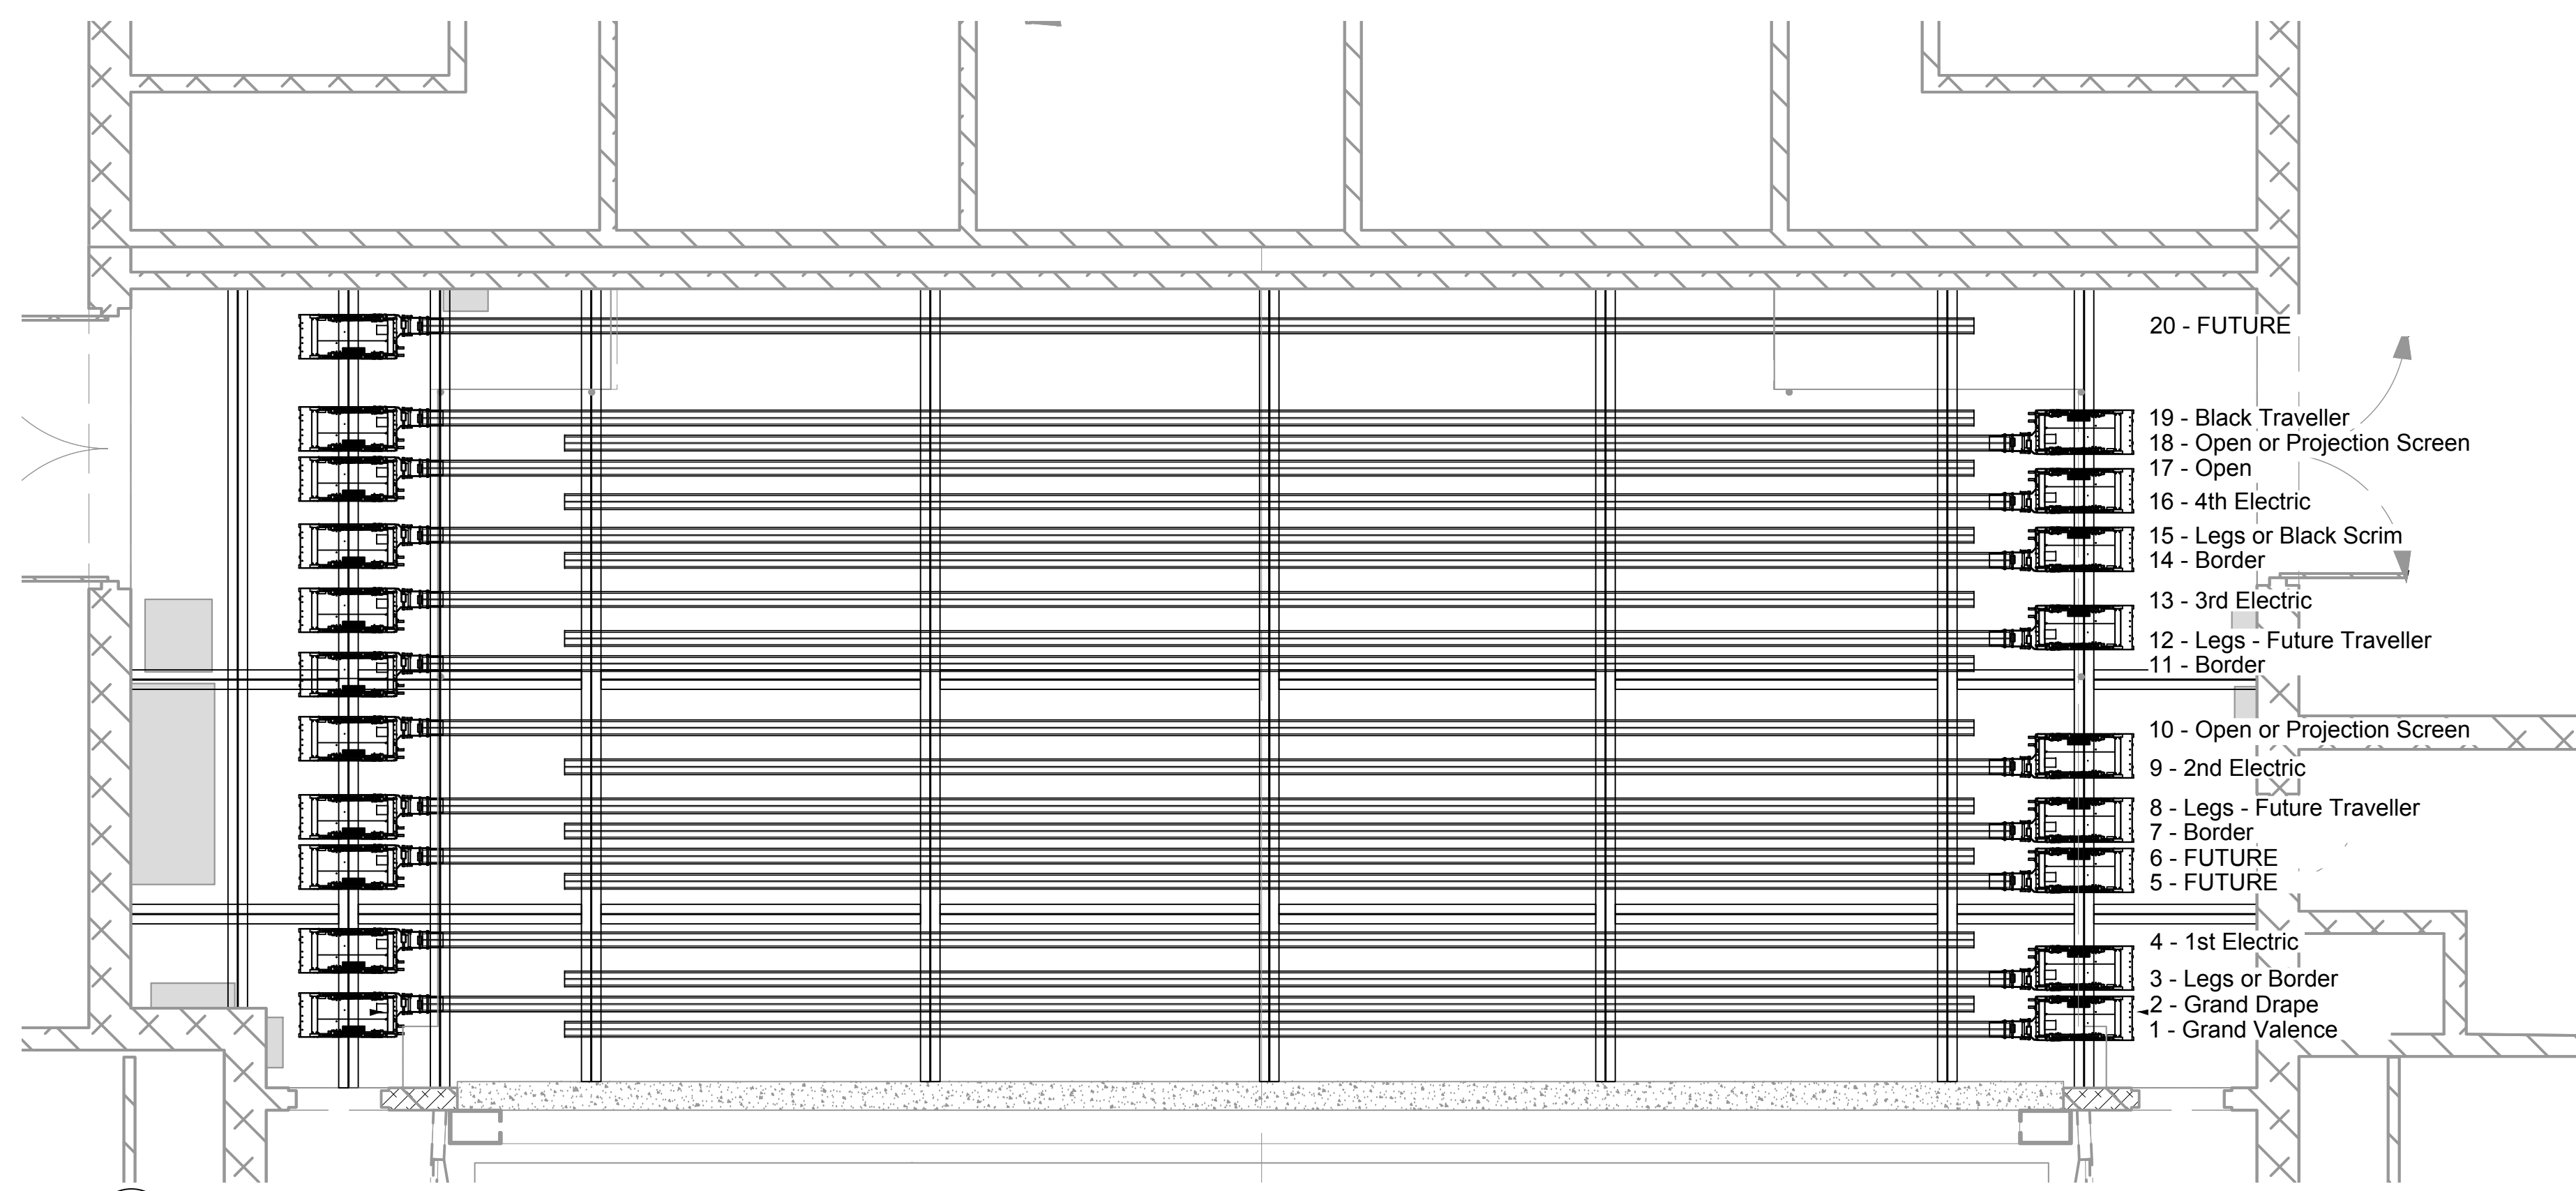 20 - FUTURE
19 - Black Traveller
18 - Open or Projection Screen
17 - Open
16 - 4th Electric
15 - Legs or Black Scrim
14 - Border
13 - 3rd Electric
12 - Legs - Future Traveller
11 - Border
10 - Open or Projection Screen
9 - 2nd Electric
8 - Legs - Future Traveller
7 - Border
6 - FUTURE
5 - FUTURE
4 - 1st Electric
3 - Legs or Border
2 - Grand Drape
1 - Grand Valence